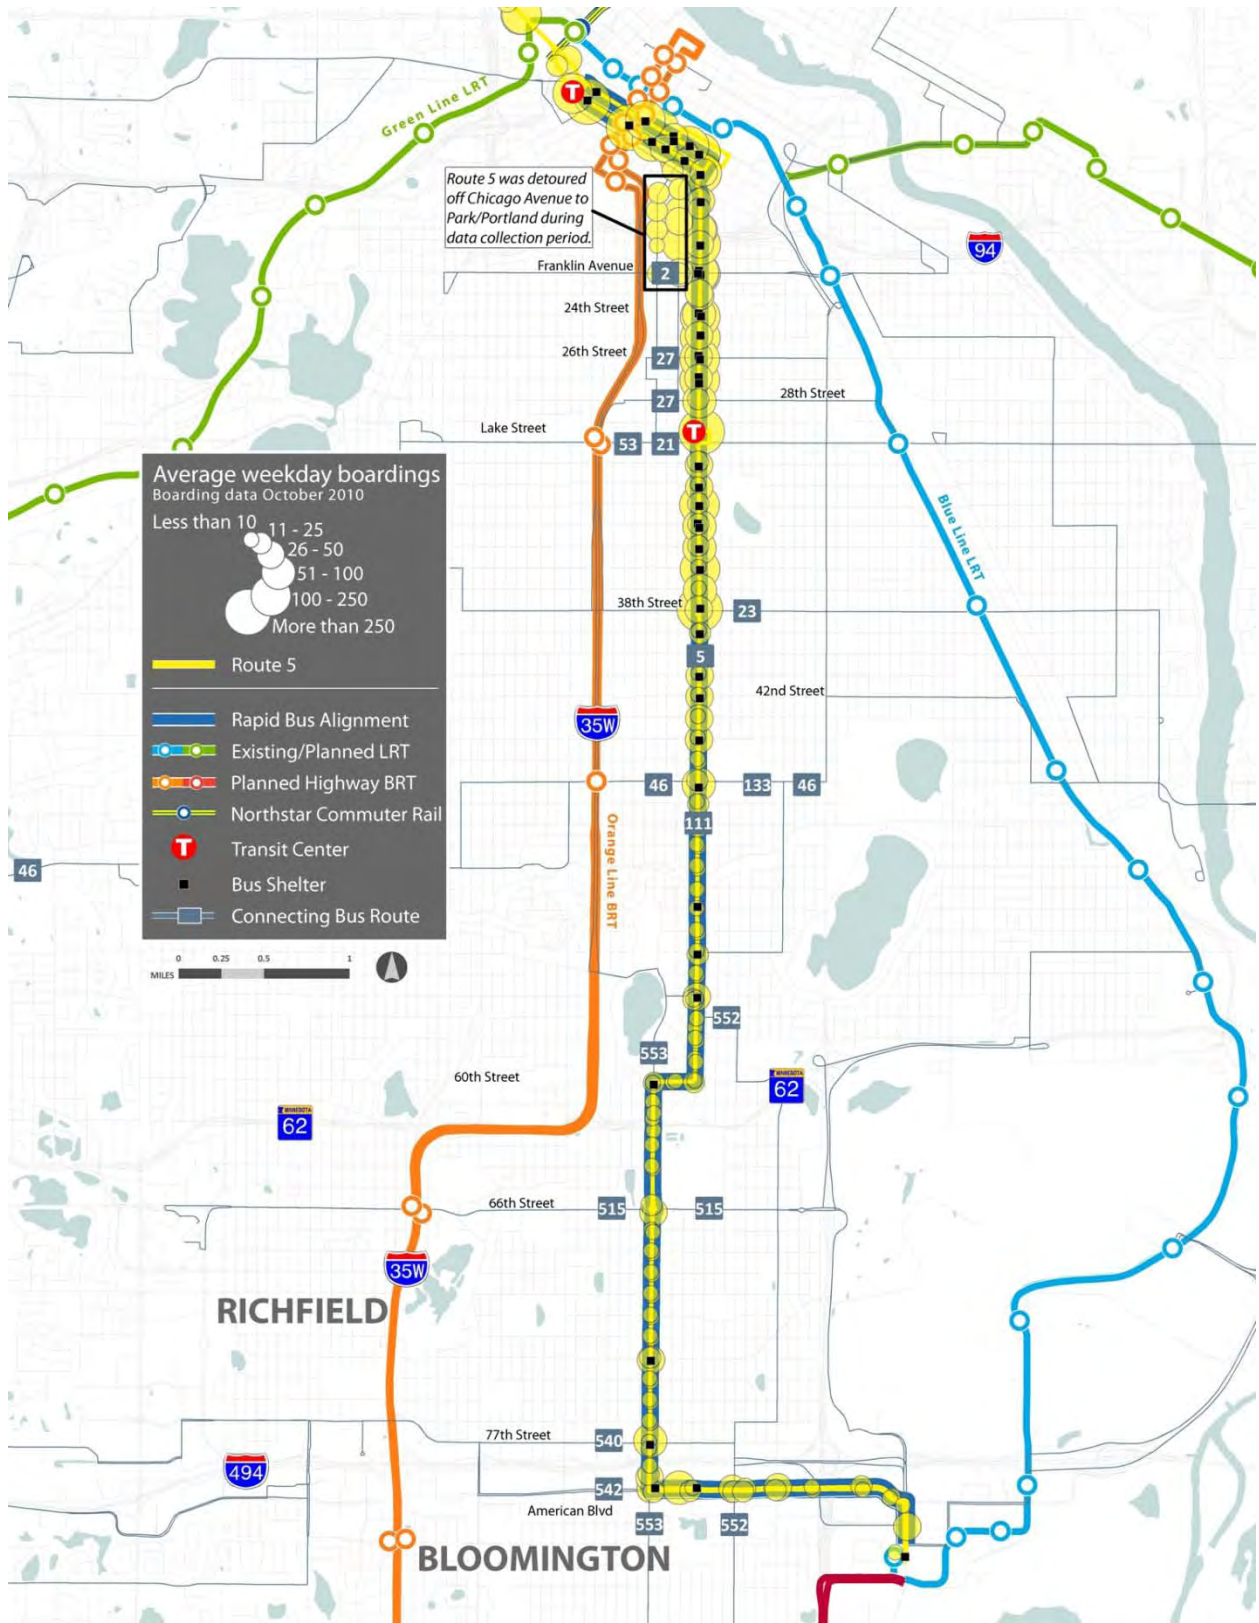 Green Line LRT
Route 5 was detoured
off Chicago Avenue to
Park/Portland during
data collection period.
94
Franklin Avenue
2
24th Street
26th Street
27
27
28th Street
Lake Street
53
21
Average weekday boardings
Boarding data October 2010
Less than 10
11 - 25
26 - 50
51 - 100
100 - 250
More than 250
Route 5
Rapid Bus Alignment
Existing/Planned LRT
Planned Highway BRT
Northstar Commuter Rail
T Transit Center
Bus Shelter
Connecting Bus Route
T
T
Blue Line LRT
38th Street
23
5
42nd Street
35W
46
133
46
111
Orange Line BRT
46
0 0.25 0.5 1
MILES
552
553
60th Street
MINNESOTA
62
MINNESOTA
62
66th Street
515
515
35W
RICHFIELD
77th Street
540
494
542
American Blvd
553
552
BLOOMINGTON